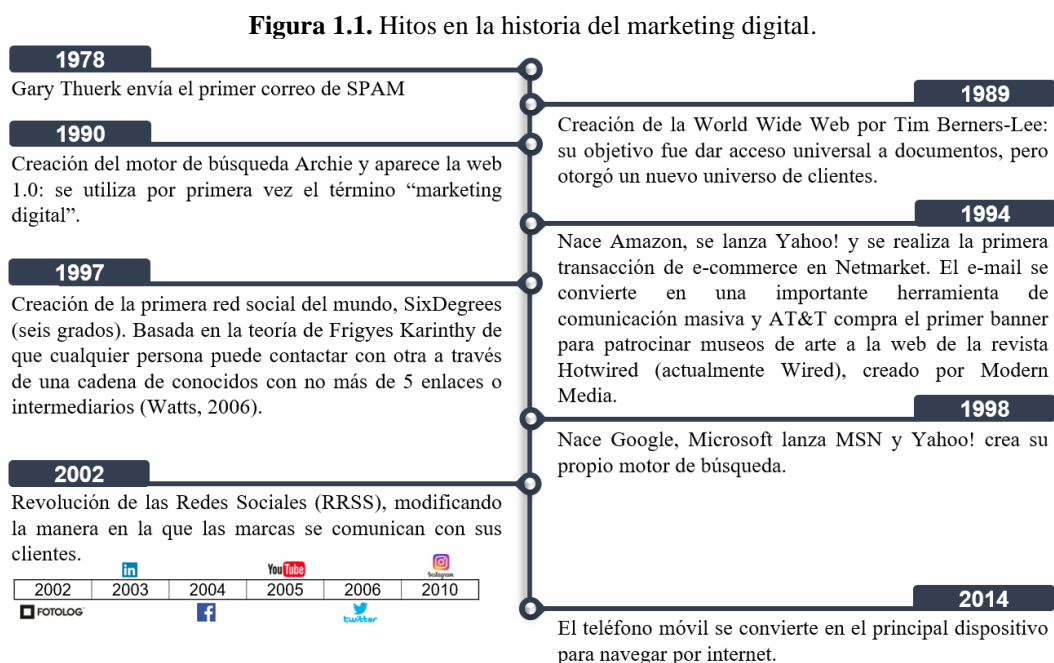 Figura 1.1. Hitos en la historia del marketing digital.
1978
Gary Thuerk envía el primer correo de SPAM
1989
Creación de la World Wide Web por Tim Berners-Lee:
su objetivo fue dar acceso universal a documentos, pero
otorgó un nuevo universo de clientes.
1990
Creación del motor de búsqueda Archie y aparece la web
1.0: se utiliza por primera vez el término “marketing
digital”.
1994
Nace Amazon, se lanza Yahoo! y se realiza la primera
transacción de e-commerce en Netmarket. El e-mail se
convierte en una importante herramienta de
comunicación masiva y AT&T compra el primer banner
para patrocinar museos de arte a la web de la revista
Hotwired (actualmente Wired), creado por Modern
Media.
1997
Creación de la primera red social del mundo, SixDegrees
(seis grados). Basada en la teoría de Frigyes Karinthy de
que cualquier persona puede contactar con otra a través
de una cadena de conocidos con no más de 5 enlaces o
intermediarios (Watts, 2006).
1998
Nace Google, Microsoft lanza MSN y Yahoo! crea su
propio motor de búsqueda.
2002
Revolución de las Redes Sociales (RRSS), modificando
la manera en la que las marcas se comunican con sus
clientes.
in YouTube Instagram
2002 2003 2004 2005 2006 2010
FOTOLOG f twitter
2014
El teléfono móvil se convierte en el principal dispositivo
para navegar por internet.